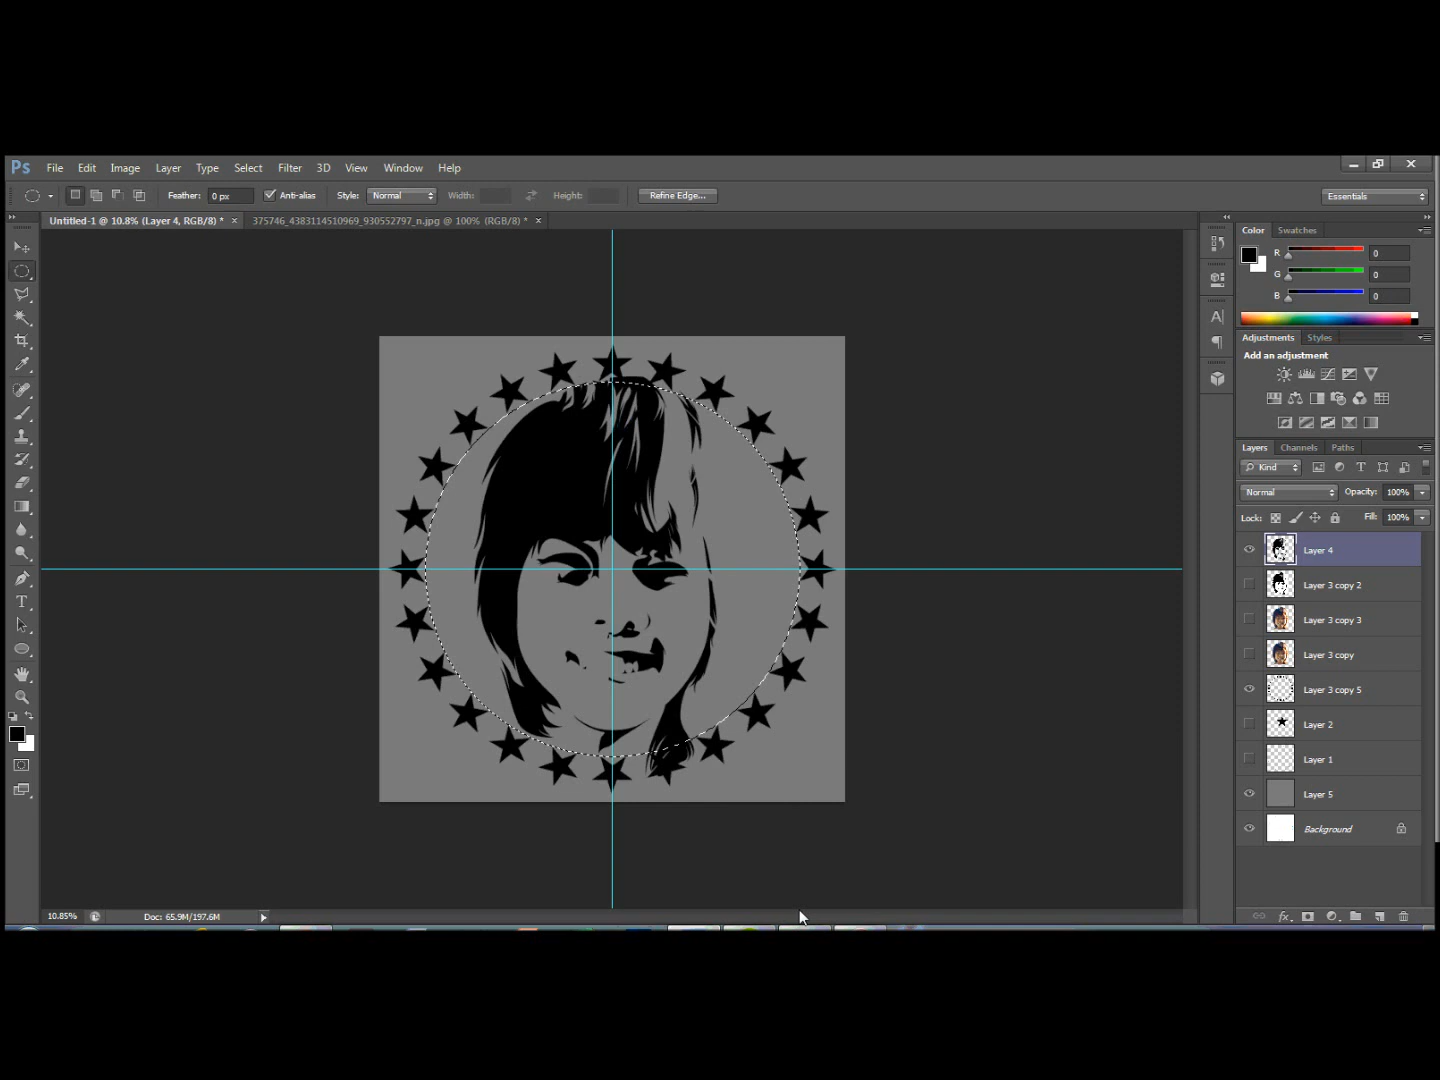 Ps File Edit Image Layer Type Select Filter 3D View Window Help
Feather: 0 px Anti-alias Style: Normal Width: Height: Refine Edge... Essentials
Untitled-1 @ 10.8% (Layer 4, RGB/8) * × 375746_4383114510969_930552797_n.jpg @ 100% (RGB/8) * ×
Color Swatches
R 0
G 0
B 0
Adjustments Styles
Add an adjustment
Layers Channels Paths
Kind
Normal Opacity: 100%
Lock: Fill: 100%
Layer 4
Layer 3 copy 2
Layer 3 copy 3
Layer 3 copy
Layer 3 copy 5
Layer 2
Layer 1
Layer 5
Background
10.85% Doc: 65.9M/197.6M